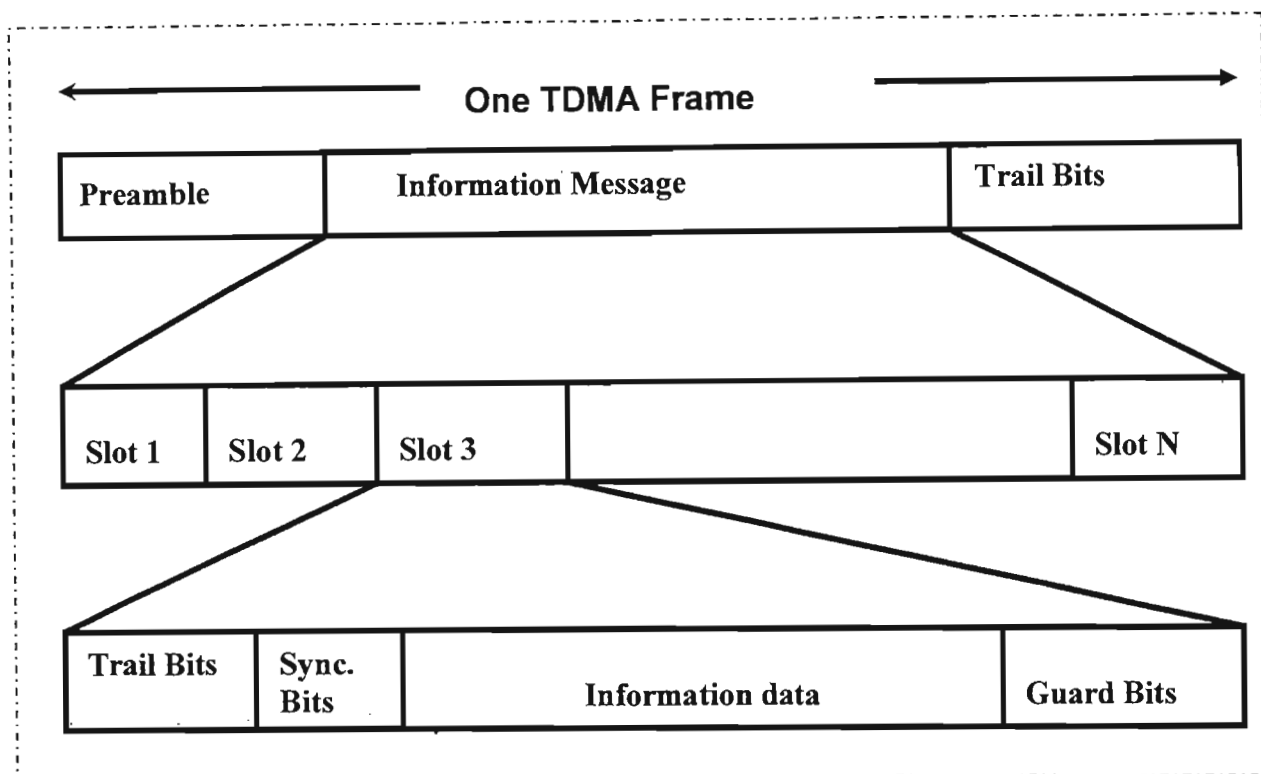 One TDMA Frame
Preamble
Information Message
Trail Bits
Slot 1
Slot 2
Slot 3
Slot N
Trail Bits
Sync.
Bits
Information data
Guard Bits